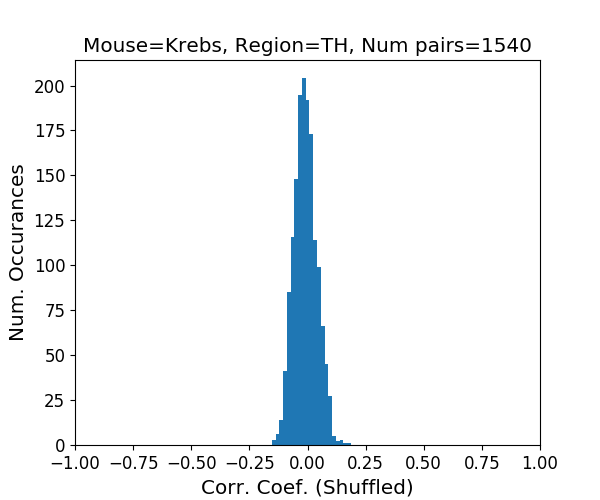 Mouse=Krebs, Region=TH, Num pairs=1540
Num. Occurances
200
175
150
125
100
75
50
25
0
−1.00 −0.75 −0.50 −0.25 0.00 0.25 0.50 0.75 1.00
Corr. Coef. (Shuffled)